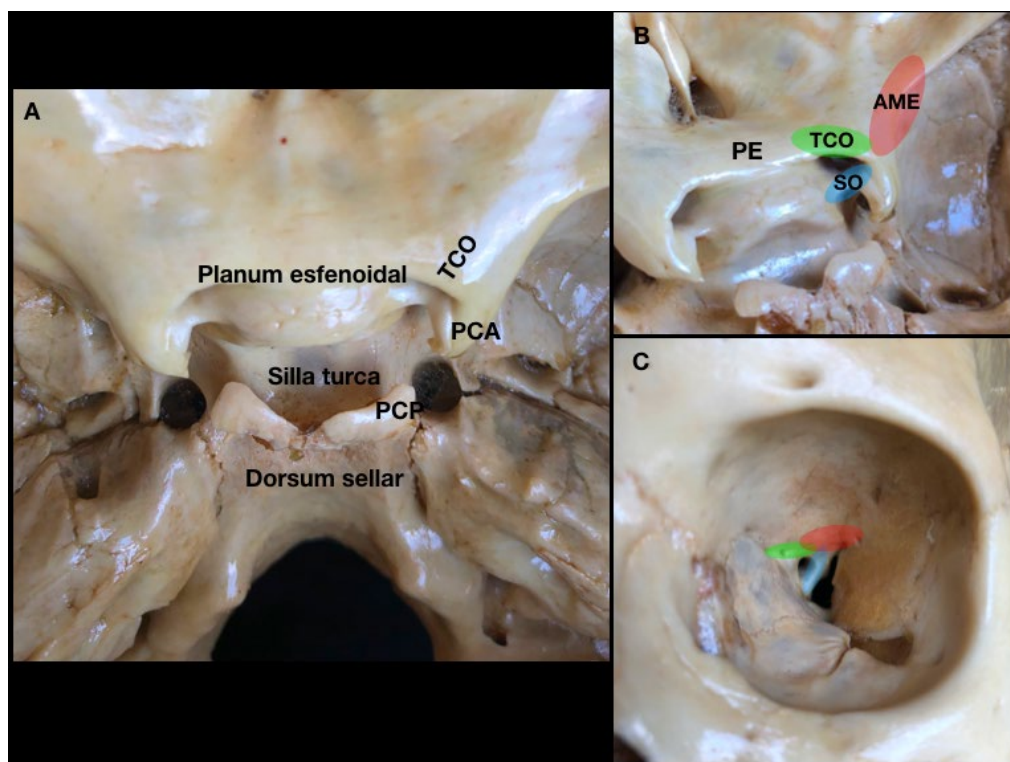 A
Planum esfenoidal
TCO
PCA
Silla turca
PCP
Dorsum sellar
B
AME
TCO
PE
SO
C